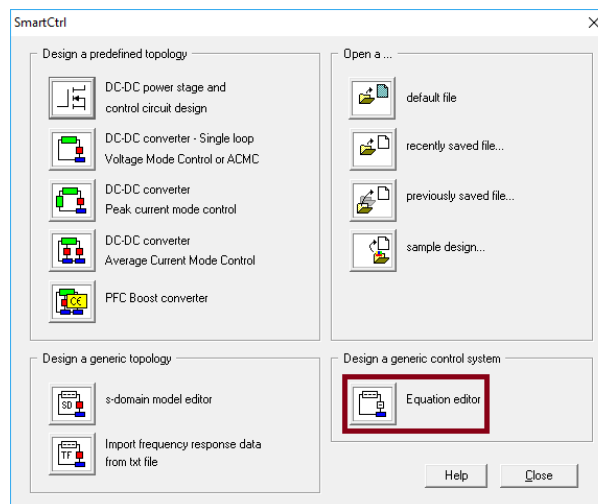 SmartCtrl
Design a predefined topology
DC-DC power stage and
control circuit design
DC-DC converter - Single loop
Voltage Mode Control or ACMC
DC-DC converter
Peak current mode control
DC-DC converter
Average Current Mode Control
CE
PFC Boost converter
Open a ...
default file
recently saved file...
previously saved file...
sample design...
Design a generic topology
SD
s-domain model editor
TF
Import frequency response data
from txt file
Design a generic control system
Equation editor
Help
Close